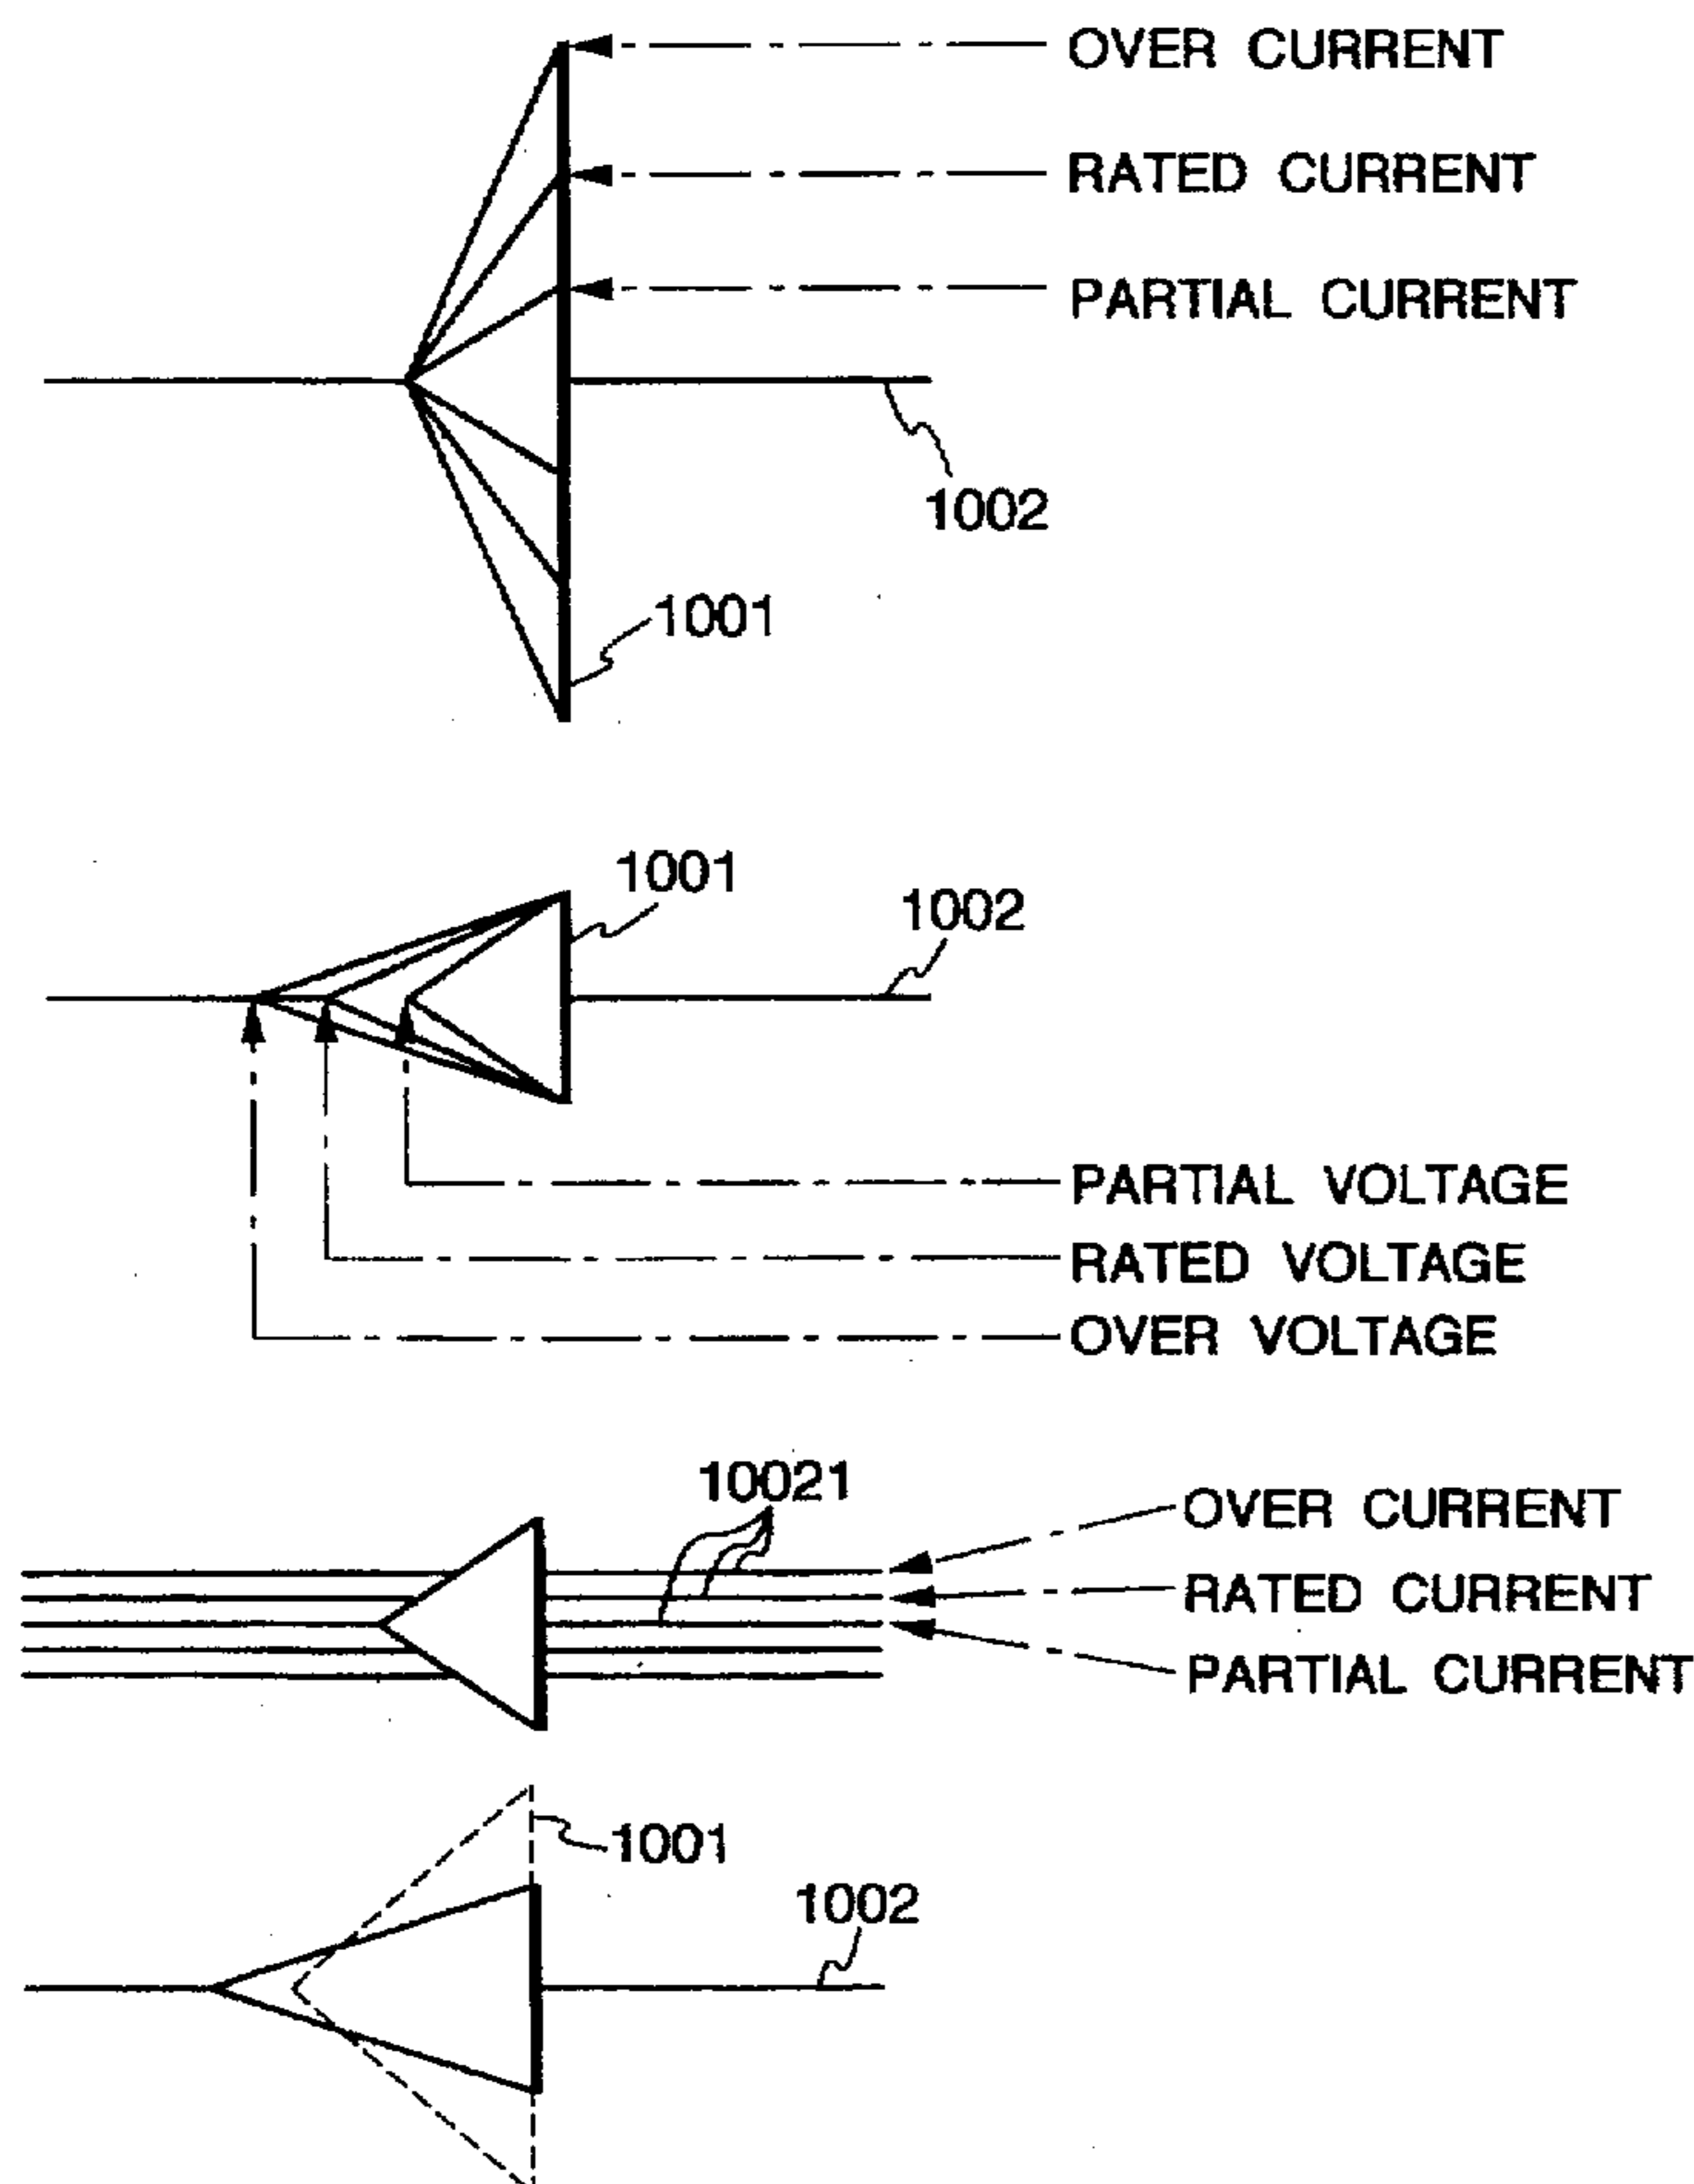 OVER CURRENT
RATED CURRENT
PARTIAL CURRENT
1002
1001
1001
1002
PARTIAL VOLTAGE
RATED VOLTAGE
OVER VOLTAGE
10021
OVER CURRENT
RATED CURRENT
PARTIAL CURRENT
1001
1002